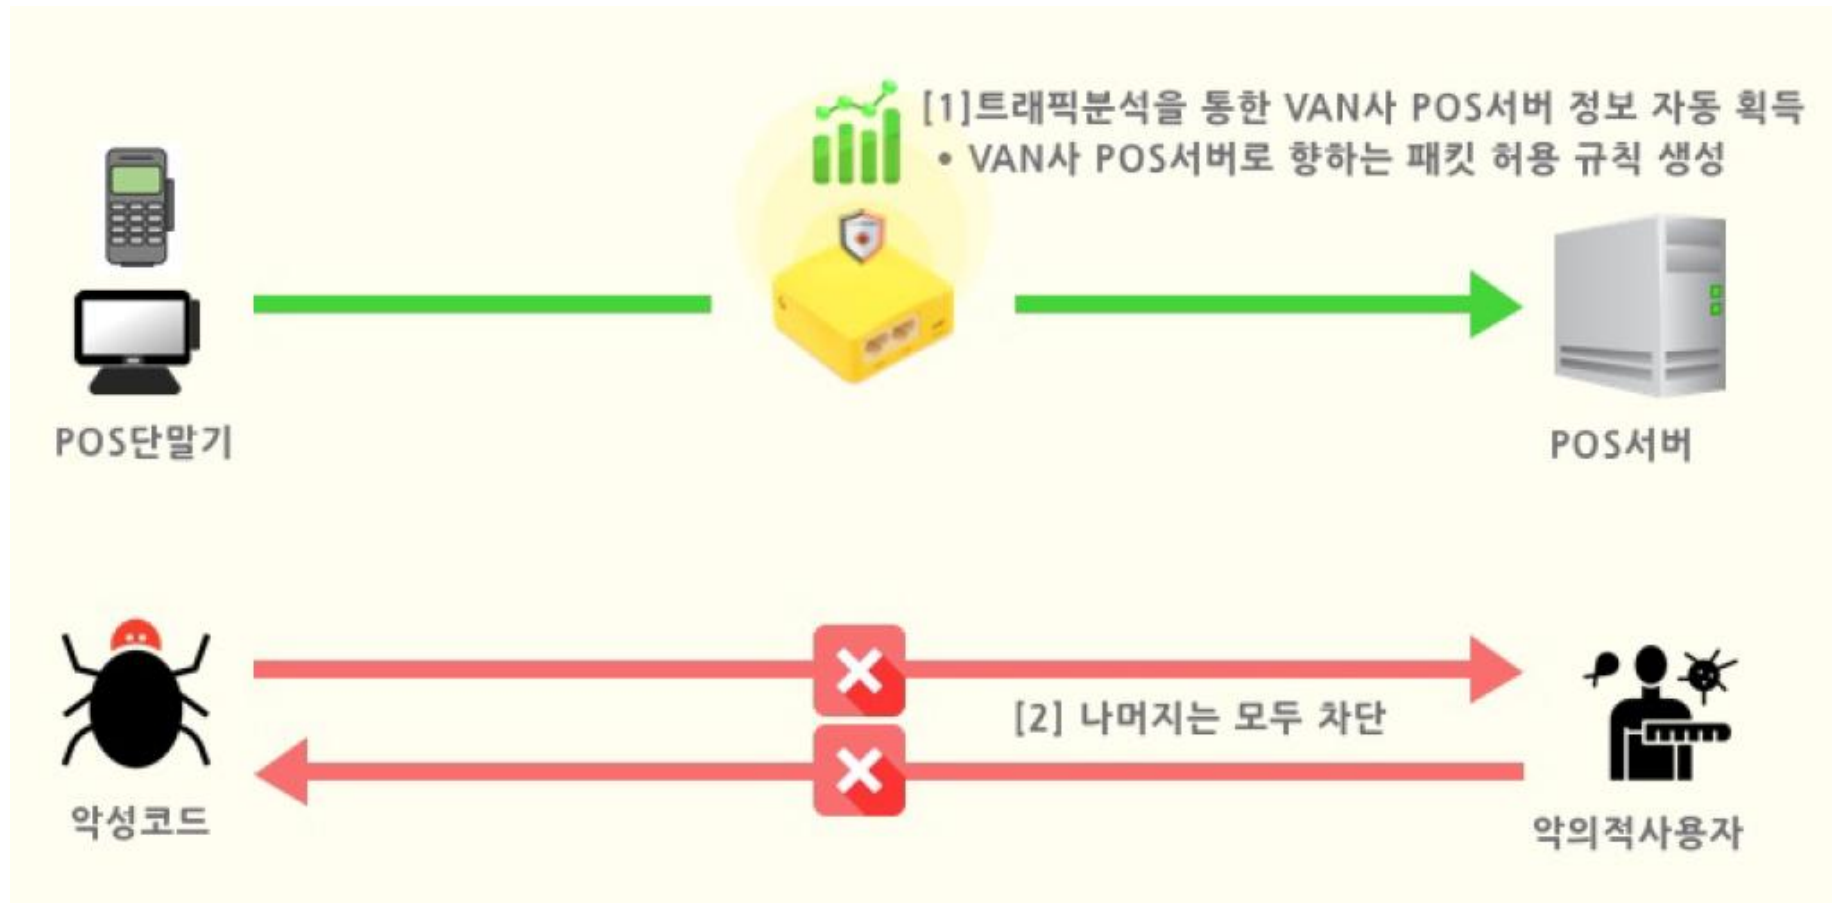 [1]트래픽분석을 통한 VAN사 POS서버 정보 자동 획득
• VAN사 POS서버로 향하는 패킷 허용 규칙 생성
POS단말기
POS서버
[2] 나머지는 모두 차단
악성코드
악의적사용자